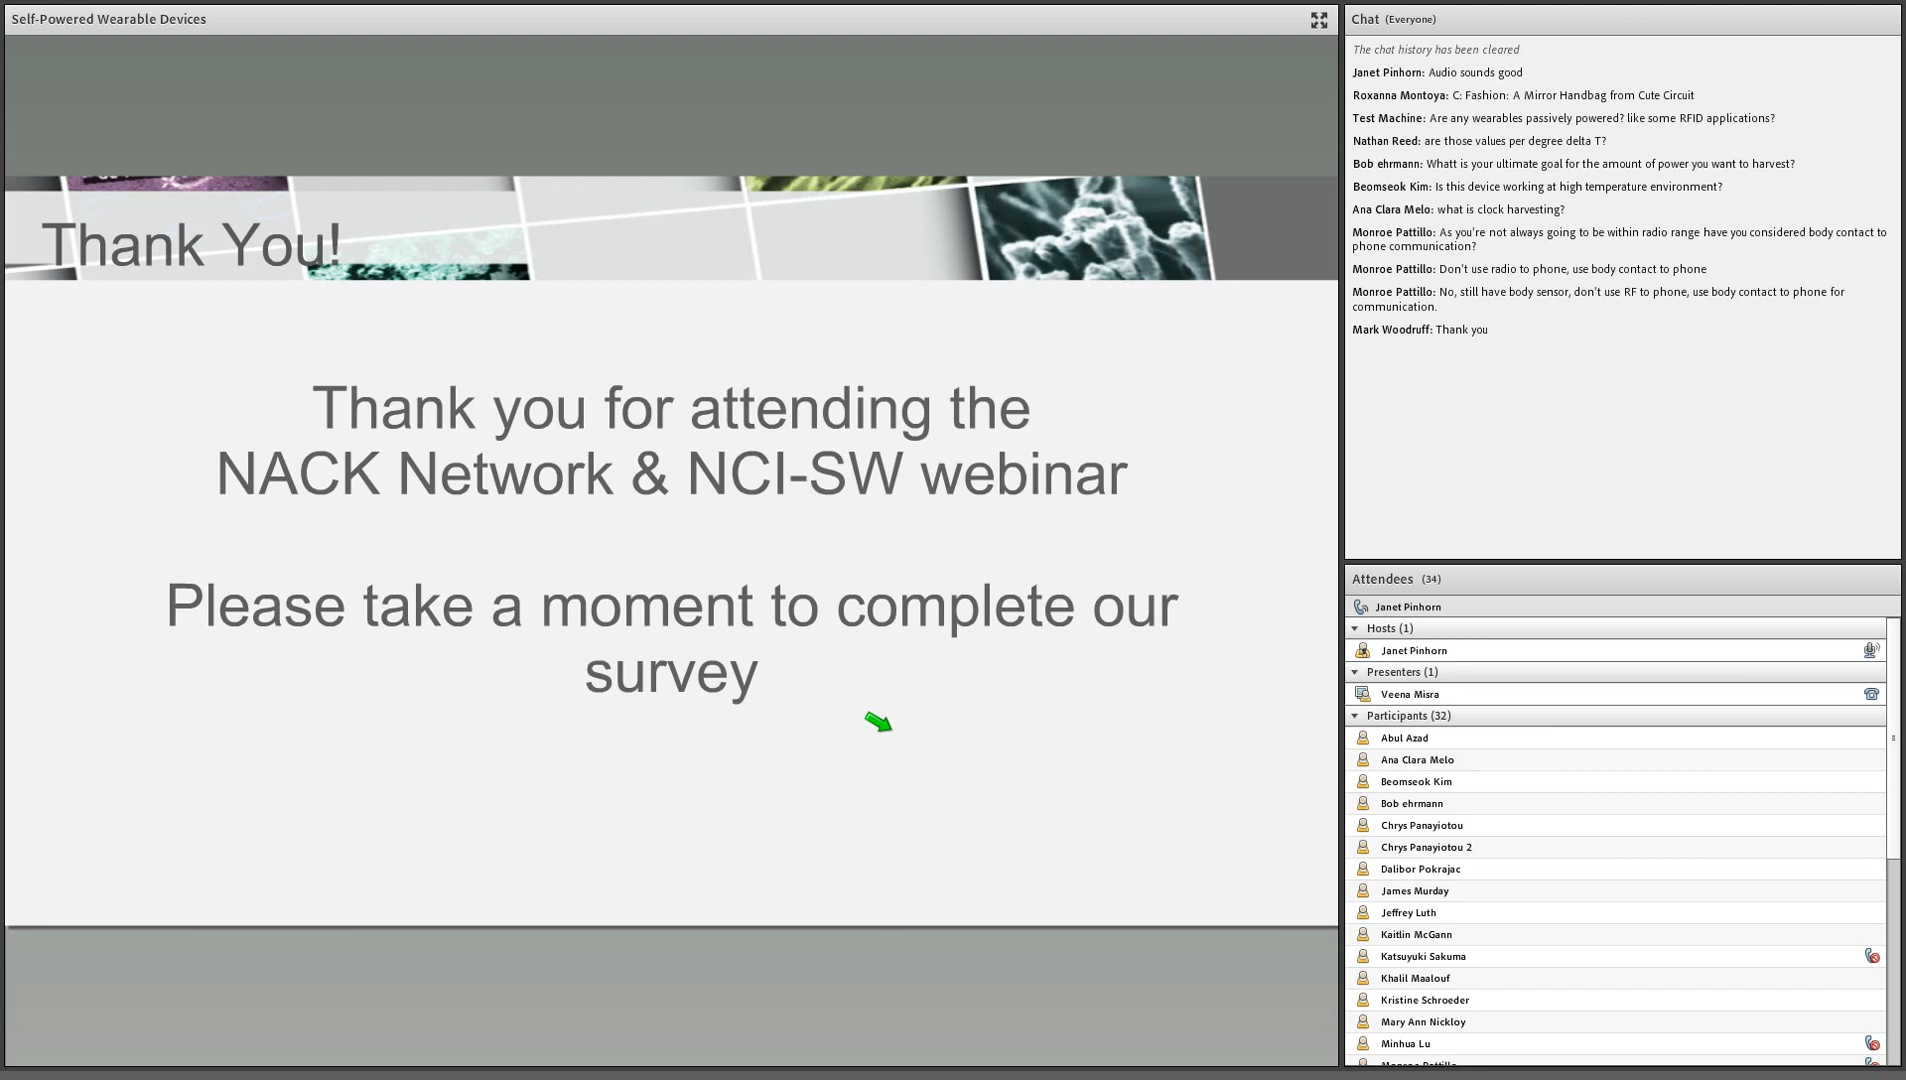 Self-Powered Wearable Devices
Thank You!
Thank you for attending the
NACK Network & NCI-SW webinar
Please take a moment to complete our
survey
Chat (Everyone)
The chat history has been cleared
Janet Pinhorn: Audio sounds good
Roxanna Montoya: C: Fashion: A Mirror Handbag from Cute Circuit
Test Machine: Are any wearables passively powered? like some RFID applications?
Nathan Reed: are those values per degree delta T?
Bob ehrmann: Whatt is your ultimate goal for the amount of power you want to harvest?
Beomseok Kim: Is this device working at high temperature environment?
Ana Clara Melo: what is clock harvesting?
Monroe Pattillo: As you're not always going to be within radio range have you considered body contact to
phone communication?
Monroe Pattillo: Don't use radio to phone, use body contact to phone
Monroe Pattillo: No, still have body sensor, don't use RF to phone, use body contact to phone for
communication.
Mark Woodruff: Thank you
Attendees (34)
Janet Pinhorn
Hosts (1)
Janet Pinhorn
Presenters (1)
Veena Misra
Participants (32)
Abul Azad
Ana Clara Melo
Beomseok Kim
Bob ehrmann
Chrys Panayiotou
Chrys Panayiotou 2
Dalibor Pokrajac
James Murday
Jeffrey Luth
Kaitlin McGann
Katsuyuki Sakuma
Khalil Maalouf
Kristine Schroeder
Mary Ann Nickloy
Minhua Lu
Monroe Pattillo